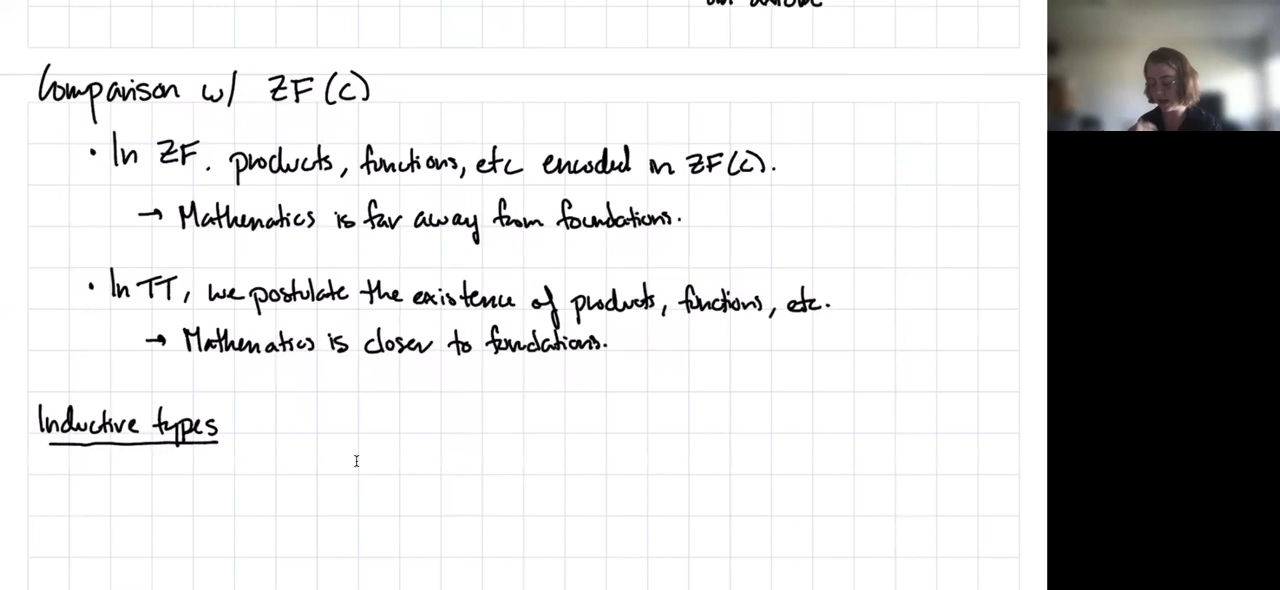 Comparison w/ ZF(C)
• In ZF. products, functions, etc encoded in ZF(C).
→ Mathematics is far away from foundations.
• In TT, we postulate the existence of products, functions, etc.
→ Mathematics is closer to foundations.
Inductive types